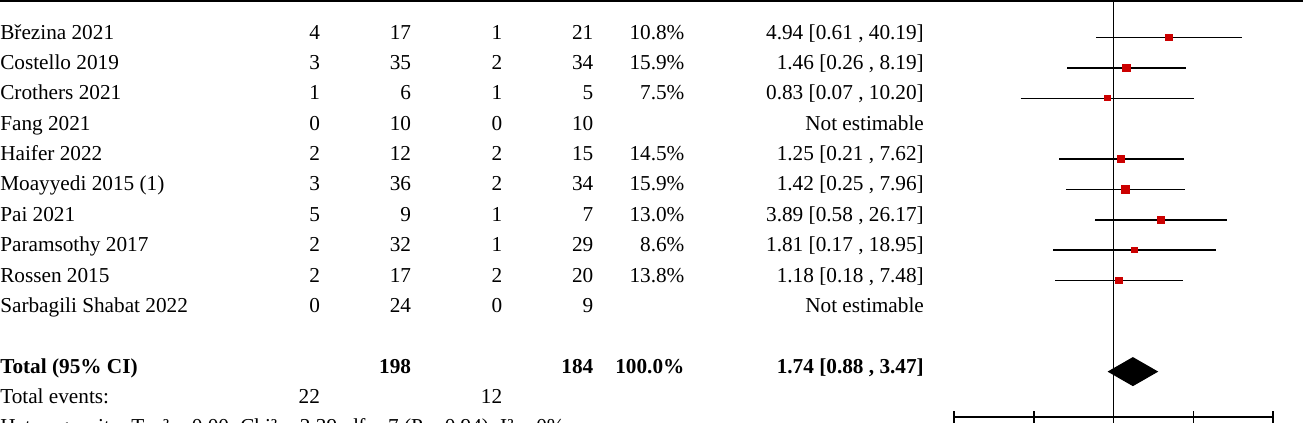 Březina 2021 4 17 1 21 10.8% 4.94 [0.61 , 40.19]
Costello 2019 3 35 2 34 15.9% 1.46 [0.26 , 8.19]
Crothers 2021 1 6 1 5 7.5% 0.83 [0.07 , 10.20]
Fang 2021 0 10 0 10 Not estimable
Haifer 2022 2 12 2 15 14.5% 1.25 [0.21 , 7.62]
Moayyedi 2015 (1) 3 36 2 34 15.9% 1.42 [0.25 , 7.96]
Pai 2021 5 9 1 7 13.0% 3.89 [0.58 , 26.17]
Paramsothy 2017 2 32 1 29 8.6% 1.81 [0.17 , 18.95]
Rossen 2015 2 17 2 20 13.8% 1.18 [0.18 , 7.48]
Sarbagili Shabat 2022 0 24 0 9 Not estimable
Total (95% CI) 198 184 100.0% 1.74 [0.88 , 3.47]
Total events: 22 12